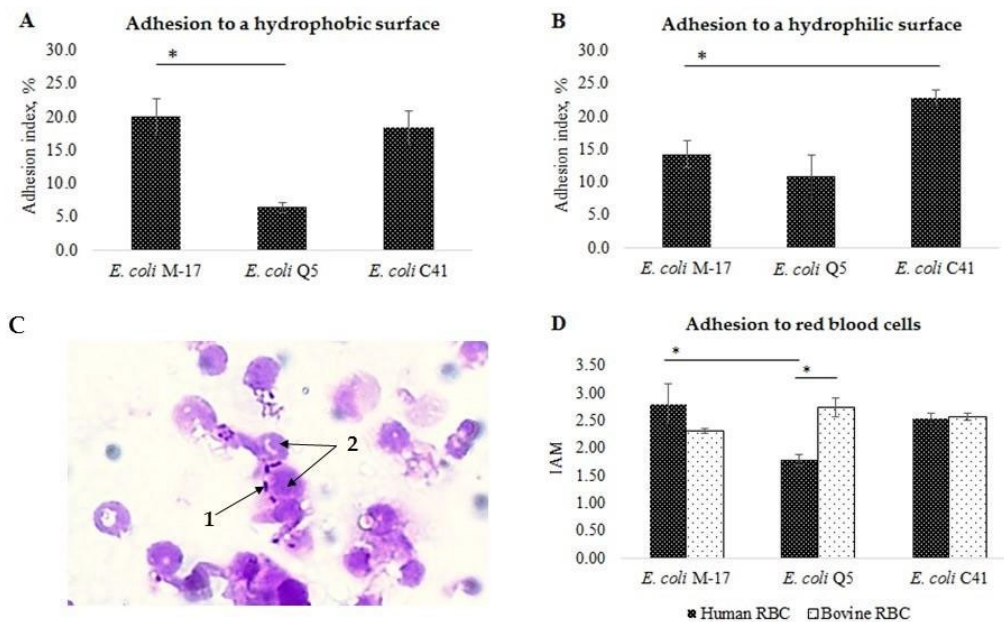 A
Adhesion to a hydrophobic surface
Adhesion index, %
30.0
25.0
20.0
15.0
10.0
5.0
0.0
*
E. coli M-17 E. coli Q5 E. coli C41
B
Adhesion to a hydrophilic surface
Adhesion index, %
30.0
25.0
20.0
15.0
10.0
5.0
0.0
*
E. coli M-17 E. coli Q5 E. coli C41
C
2
1
D
Adhesion to red blood cells
IAM
3.50
3.00
2.50
2.00
1.50
1.00
0.50
0.00
*
*
E. coli M-17 E. coli Q5 E. coli C41
Human RBC Bovine RBC